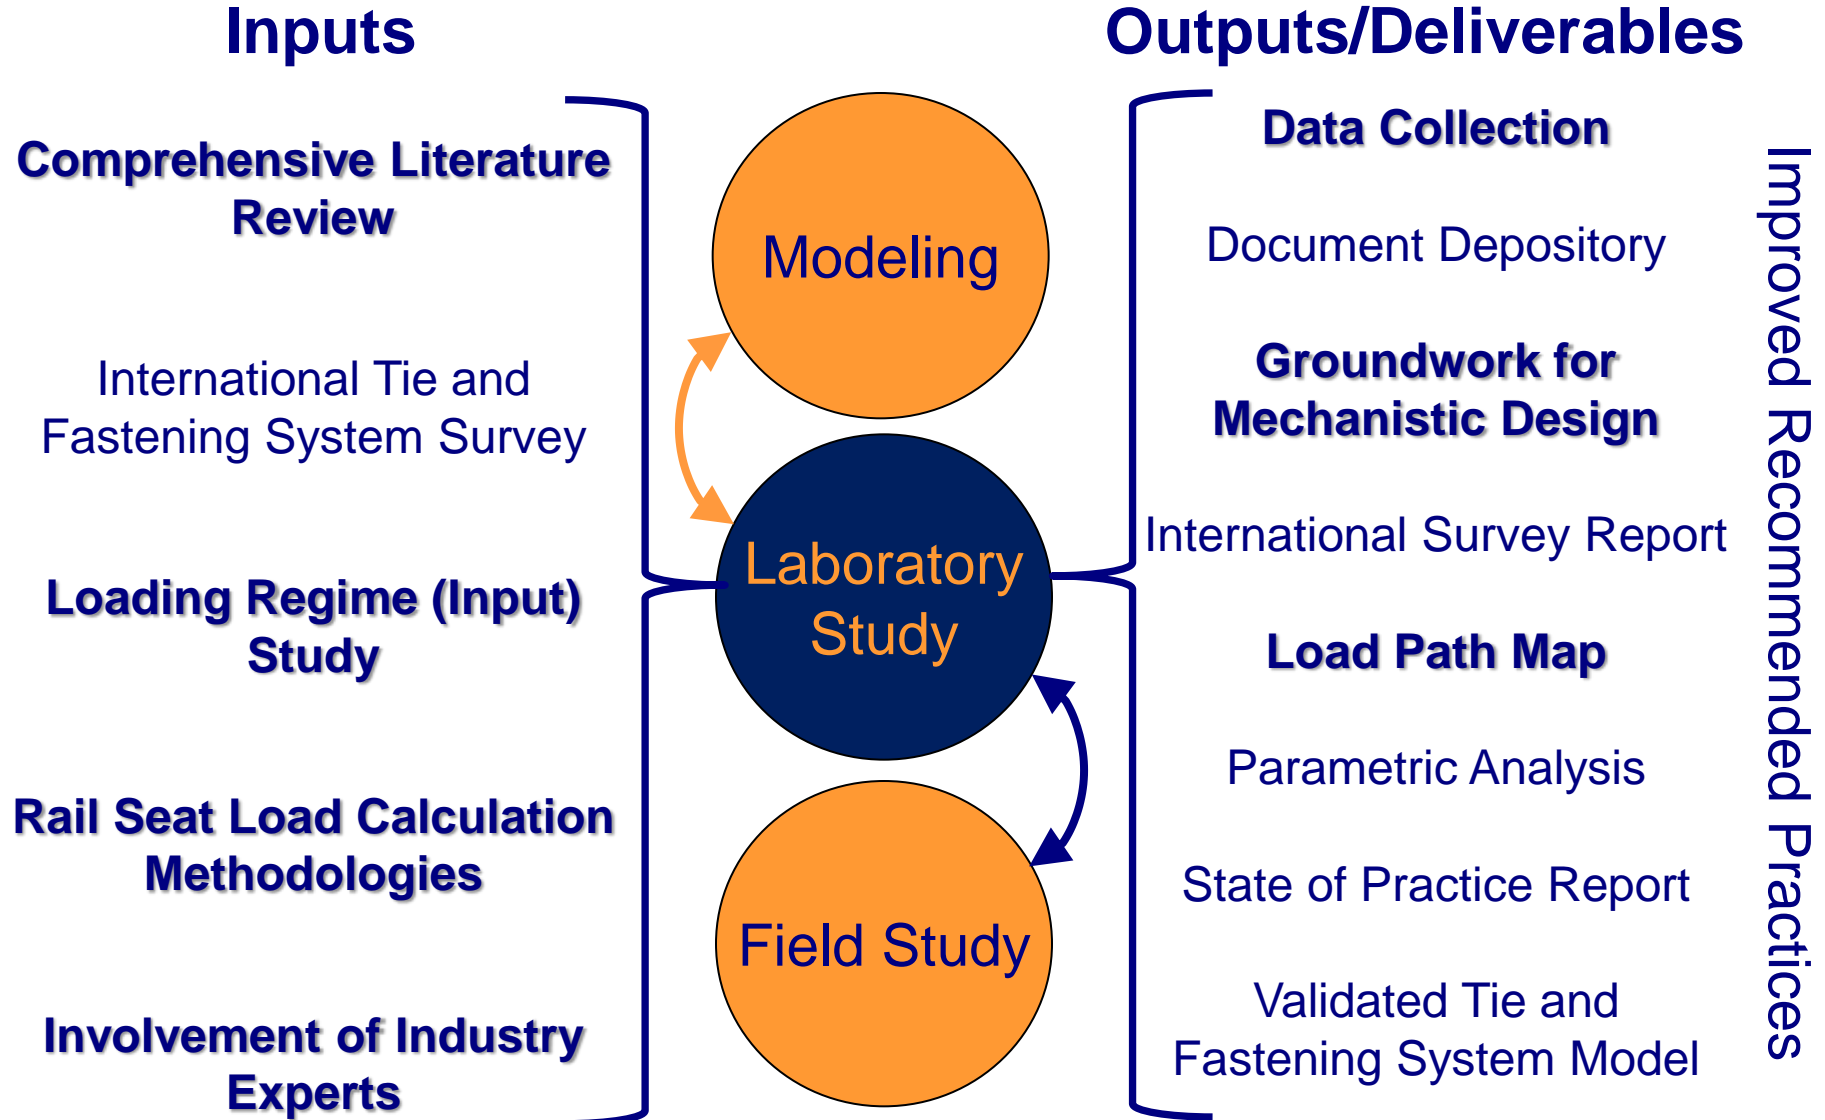 Inputs
Comprehensive Literature
Review
International Tie and
Fastening System Survey
Loading Regime (Input)
Study
Rail Seat Load Calculation
Methodologies
Involvement of Industry
Experts
Modeling
Laboratory
Study
Field Study
Outputs/Deliverables
Data Collection
Document Depository
Groundwork for
Mechanistic Design
International Survey Report
Load Path Map
Parametric Analysis
State of Practice Report
Validated Tie and
Fastening System Model
Improved Recommended Practices